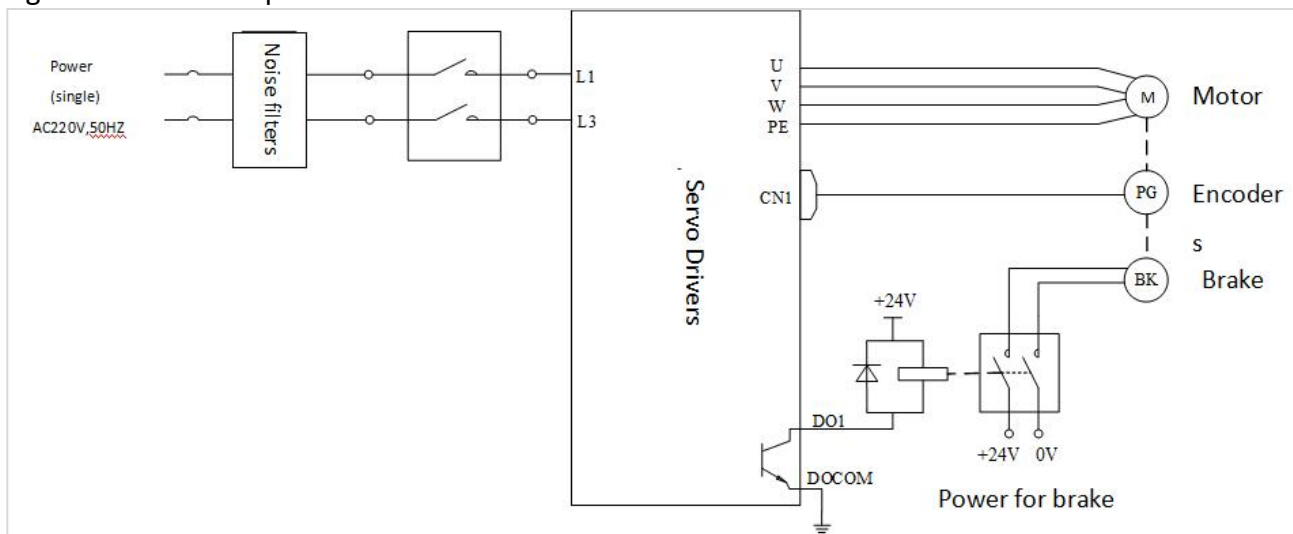 Power
(single)
AC220V,50HZ
Noise filters
L1
L3
Servo Drivers
U
V
W
PE
CN1
DO1
DOCOM
M
Motor
PG
Encoder
s
BK
Brake
+24V
+24V 0V
Power for brake